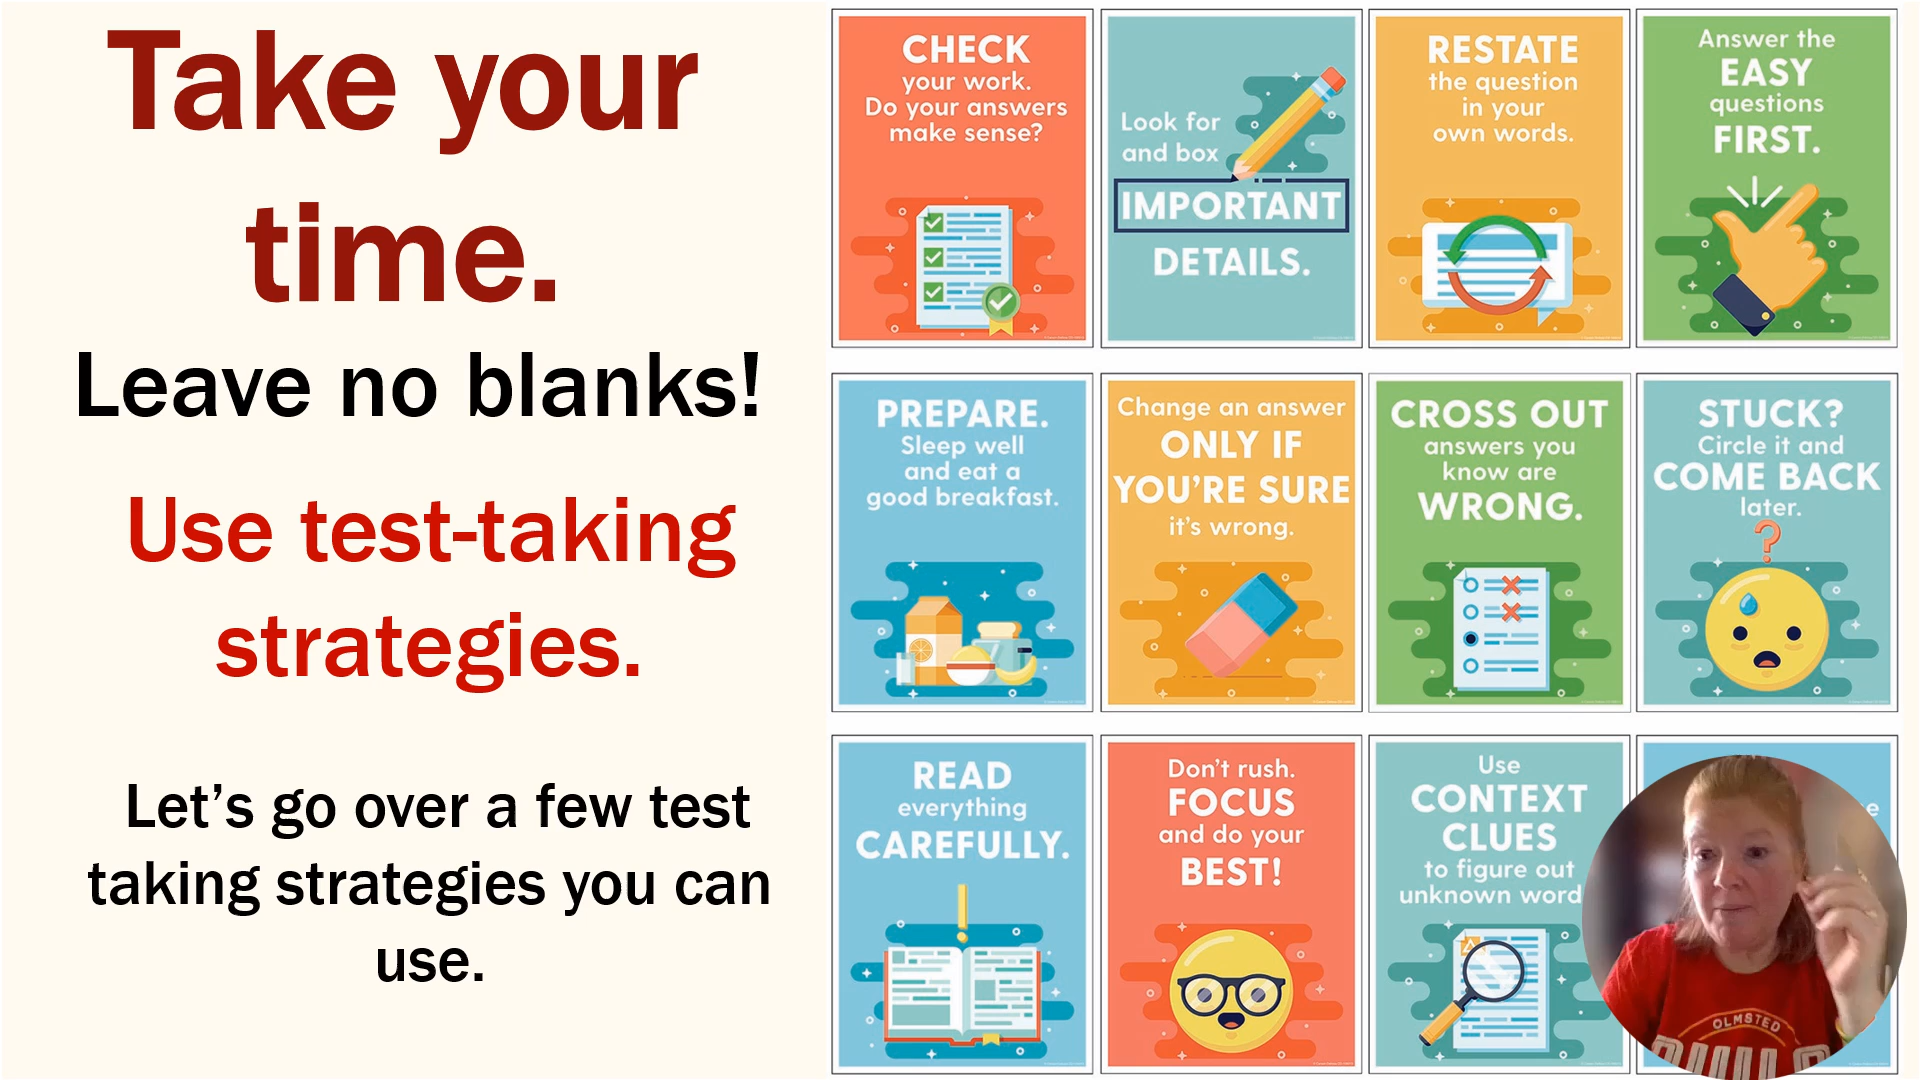 Take your
time.
Leave no blanks!
Use test-taking
strategies.
Let's go over a few test
taking strategies you can
use.
CHECK
your work.
Do your answers
make sense?
Look for
and box
IMPORTANT
DETAILS.
RESTATE
the question
in your
own words.
Answer the
EASY
questions
FIRST.
PREPARE.
Sleep well
and eat a
good breakfast.
Change an answer
ONLY IF
YOU'RE SURE
it's wrong.
CROSS OUT
answers you
know are
WRONG.
STUCK?
Circle it and
COME BACK
later.
?
READ
everything
CAREFULLY.
Don't rush.
FOCUS
and do your
BEST!
Use
CONTEXT
CLUES
to figure out
unknown word
OLMSTED